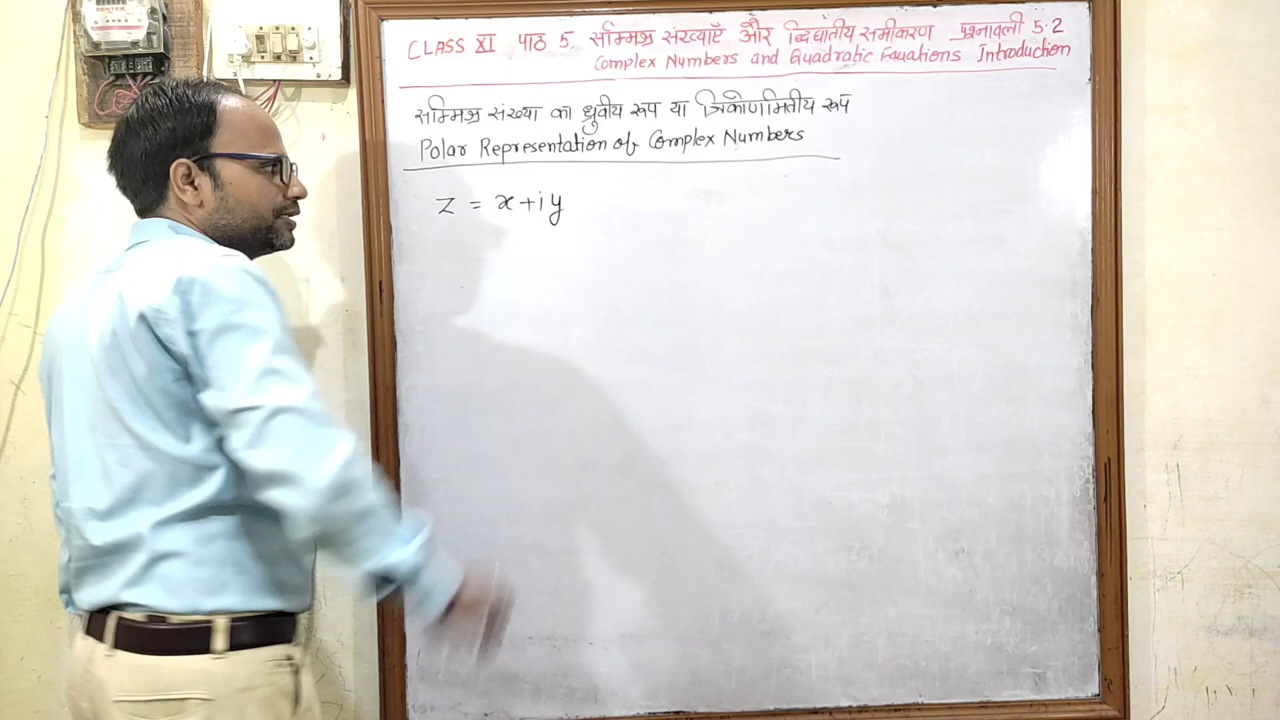 CLASS XI पाठ 5. सम्मिश्र संख्याएँ और द्विघातीय समीकरण प्रश्नावली 5.2
Complex Numbers and Quadratic Equations Introduction
सम्मिश्र संख्या का ध्रुवीय रूप या त्रिकोणमितीय रूप
Polar Representation of Complex Numbers
z = x+iy